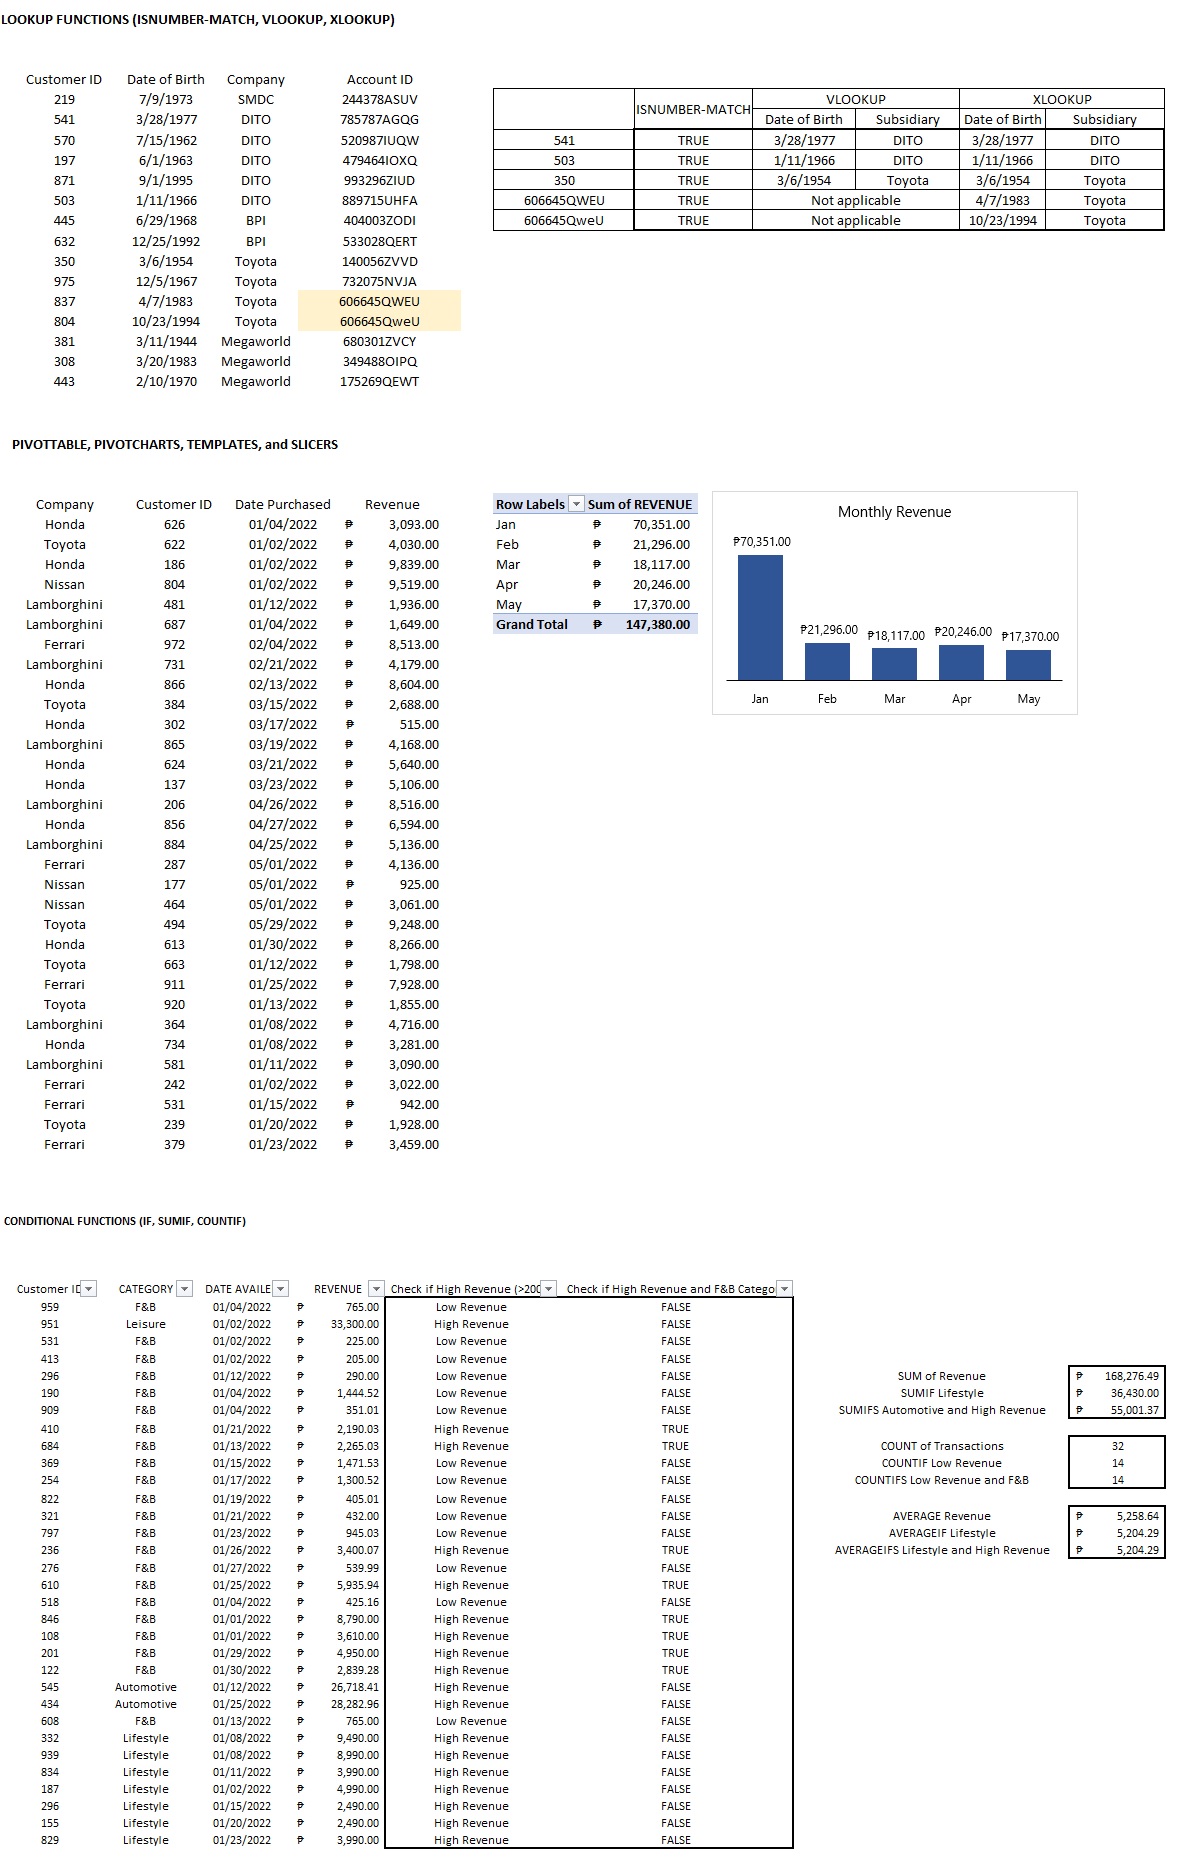 LOOKUP FUNCTIONS (ISNUMBER-MATCH, VLOOKUP, XLOOKUP)
Customer ID Date of Birth Company Account ID
219 7/9/1973 SMDC 244378ASUV
541 3/28/1977 DITO 785787AGQG
570 7/15/1962 DITO 520987IUQW
197 6/1/1963 DITO 479464IOXQ
871 9/1/1995 DITO 993296ZIUD
503 1/11/1966 DITO 889715UHFA
445 6/29/1968 BPI 404003ZODI
632 12/25/1992 BPI 533028QERT
350 3/6/1954 Toyota 140056ZVVD
975 12/5/1967 Toyota 732075NVJA
837 4/7/1983 Toyota 606645QWEU
804 10/23/1994 Toyota 606645QweU
381 3/11/1944 Megaworld 680301ZVCY
308 3/20/1983 Megaworld 349488OIPQ
443 2/10/1970 Megaworld 175269QEWT
ISNUMBER-MATCH VLOOKUP XLOOKUP
Date of Birth Subsidiary Date of Birth Subsidiary
541 TRUE 3/28/1977 DITO 3/28/1977 DITO
503 TRUE 1/11/1966 DITO 1/11/1966 DITO
350 TRUE 3/6/1954 Toyota 3/6/1954 Toyota
606645QWEU TRUE Not applicable 4/7/1983 Toyota
606645QweU TRUE Not applicable 10/23/1994 Toyota
PIVOTTABLE, PIVOTCHARTS, TEMPLATES, and SLICERS
Company Customer ID Date Purchased Revenue
Honda 626 01/04/2022 ₱ 3,093.00
Toyota 622 01/02/2022 ₱ 4,030.00
Honda 186 01/02/2022 ₱ 9,839.00
Nissan 804 01/02/2022 ₱ 9,519.00
Lamborghini 481 01/12/2022 ₱ 1,936.00
Lamborghini 687 01/04/2022 ₱ 1,649.00
Ferrari 972 02/04/2022 ₱ 8,513.00
Lamborghini 731 02/21/2022 ₱ 4,179.00
Honda 866 02/13/2022 ₱ 8,604.00
Toyota 384 03/15/2022 ₱ 2,688.00
Honda 302 03/17/2022 ₱ 515.00
Lamborghini 865 03/19/2022 ₱ 4,168.00
Honda 624 03/21/2022 ₱ 5,640.00
Honda 137 03/23/2022 ₱ 5,106.00
Lamborghini 206 04/26/2022 ₱ 8,516.00
Honda 856 04/27/2022 ₱ 6,594.00
Lamborghini 884 04/25/2022 ₱ 5,136.00
Ferrari 287 05/01/2022 ₱ 4,136.00
Nissan 177 05/01/2022 ₱ 925.00
Nissan 464 05/01/2022 ₱ 3,061.00
Toyota 494 05/29/2022 ₱ 9,248.00
Honda 613 01/30/2022 ₱ 8,266.00
Toyota 663 01/12/2022 ₱ 1,798.00
Ferrari 911 01/25/2022 ₱ 7,928.00
Toyota 920 01/13/2022 ₱ 1,855.00
Lamborghini 364 01/08/2022 ₱ 4,716.00
Honda 734 01/08/2022 ₱ 3,281.00
Lamborghini 581 01/11/2022 ₱ 3,090.00
Ferrari 242 01/02/2022 ₱ 3,022.00
Ferrari 531 01/15/2022 ₱ 942.00
Toyota 239 01/20/2022 ₱ 1,928.00
Ferrari 379 01/23/2022 ₱ 3,459.00
Row Labels Sum of REVENUE
Jan ₱ 70,351.00
Feb ₱ 21,296.00
Mar ₱ 18,117.00
Apr ₱ 20,246.00
May ₱ 17,370.00
Grand Total ₱ 147,380.00
Monthly Revenue
₱70,351.00
₱21,296.00 ₱18,117.00 ₱20,246.00 ₱17,370.00
Jan Feb Mar Apr May
CONDITIONAL FUNCTIONS (IF, SUMIF, COUNTIF)
Customer ID CATEGORY DATE AVAILE REVENUE Check if High Revenue (>200 Check if High Revenue and F&B Catego
959 F&B 01/04/2022 ₱ 765.00 Low Revenue FALSE
951 Leisure 01/02/2022 ₱ 33,300.00 High Revenue FALSE
531 F&B 01/02/2022 ₱ 225.00 Low Revenue FALSE
413 F&B 01/02/2022 ₱ 205.00 Low Revenue FALSE
296 F&B 01/12/2022 ₱ 290.00 Low Revenue FALSE
190 F&B 01/04/2022 ₱ 1,444.52 Low Revenue FALSE
909 F&B 01/04/2022 ₱ 351.01 Low Revenue FALSE
410 F&B 01/21/2022 ₱ 2,190.03 High Revenue TRUE
684 F&B 01/13/2022 ₱ 2,265.03 High Revenue TRUE
369 F&B 01/15/2022 ₱ 1,471.53 Low Revenue FALSE
254 F&B 01/17/2022 ₱ 1,300.52 Low Revenue FALSE
822 F&B 01/19/2022 ₱ 405.01 Low Revenue FALSE
321 F&B 01/21/2022 ₱ 432.00 Low Revenue FALSE
797 F&B 01/23/2022 ₱ 945.03 Low Revenue FALSE
236 F&B 01/26/2022 ₱ 3,400.07 High Revenue TRUE
276 F&B 01/27/2022 ₱ 539.99 Low Revenue FALSE
610 F&B 01/25/2022 ₱ 5,935.94 High Revenue TRUE
518 F&B 01/04/2022 ₱ 425.16 Low Revenue FALSE
846 F&B 01/01/2022 ₱ 8,790.00 High Revenue TRUE
108 F&B 01/01/2022 ₱ 3,610.00 High Revenue TRUE
201 F&B 01/29/2022 ₱ 4,950.00 High Revenue TRUE
122 F&B 01/30/2022 ₱ 2,839.28 High Revenue TRUE
545 Automotive 01/12/2022 ₱ 26,718.41 High Revenue FALSE
434 Automotive 01/25/2022 ₱ 28,282.96 High Revenue FALSE
608 F&B 01/13/2022 ₱ 765.00 Low Revenue FALSE
332 Lifestyle 01/08/2022 ₱ 9,490.00 High Revenue FALSE
939 Lifestyle 01/08/2022 ₱ 8,990.00 High Revenue FALSE
834 Lifestyle 01/11/2022 ₱ 3,990.00 High Revenue FALSE
187 Lifestyle 01/02/2022 ₱ 4,990.00 High Revenue FALSE
296 Lifestyle 01/15/2022 ₱ 2,490.00 High Revenue FALSE
155 Lifestyle 01/20/2022 ₱ 2,490.00 High Revenue FALSE
829 Lifestyle 01/23/2022 ₱ 3,990.00 High Revenue FALSE
SUM of Revenue ₱ 168,276.49
SUMIF Lifestyle ₱ 36,430.00
SUMIFS Automotive and High Revenue ₱ 55,001.37
COUNT of Transactions 32
COUNTIF Low Revenue 14
COUNTIFS Low Revenue and F&B 14
AVERAGE Revenue ₱ 5,258.64
AVERAGEIF Lifestyle ₱ 5,204.29
AVERAGEIFS Lifestyle and High Revenue ₱ 5,204.29